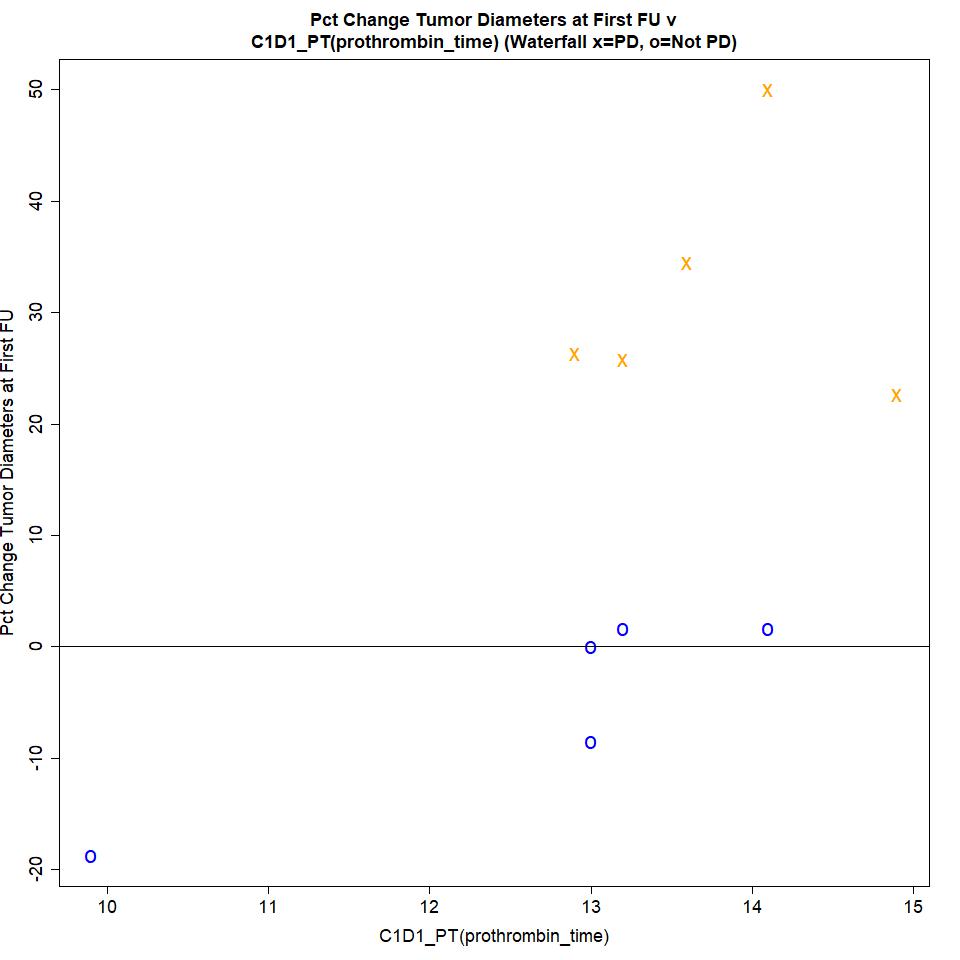 Pct Change Tumor Diameters at First FU v
C1D1_PT(prothrombin_time) (Waterfall x=PD, o=Not PD)
Pct Change Tumor Diameters at First FU
50
40
30
20
10
0
-10
-20
X
X
X
X
X
O
O
O
O
O
10 11 12 13 14 15
C1D1_PT(prothrombin_time)